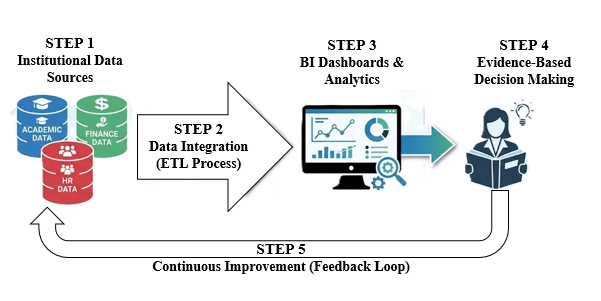 STEP 1
Institutional Data
Sources
ACADEMIC
DATA
FINANCE
DATA
HR
DATA
STEP 2
Data Integration
(ETL Process)
STEP 3
BI Dashboards &
Analytics
STEP 4
Evidence-Based
Decision Making
STEP 5
Continuous Improvement (Feedback Loop)